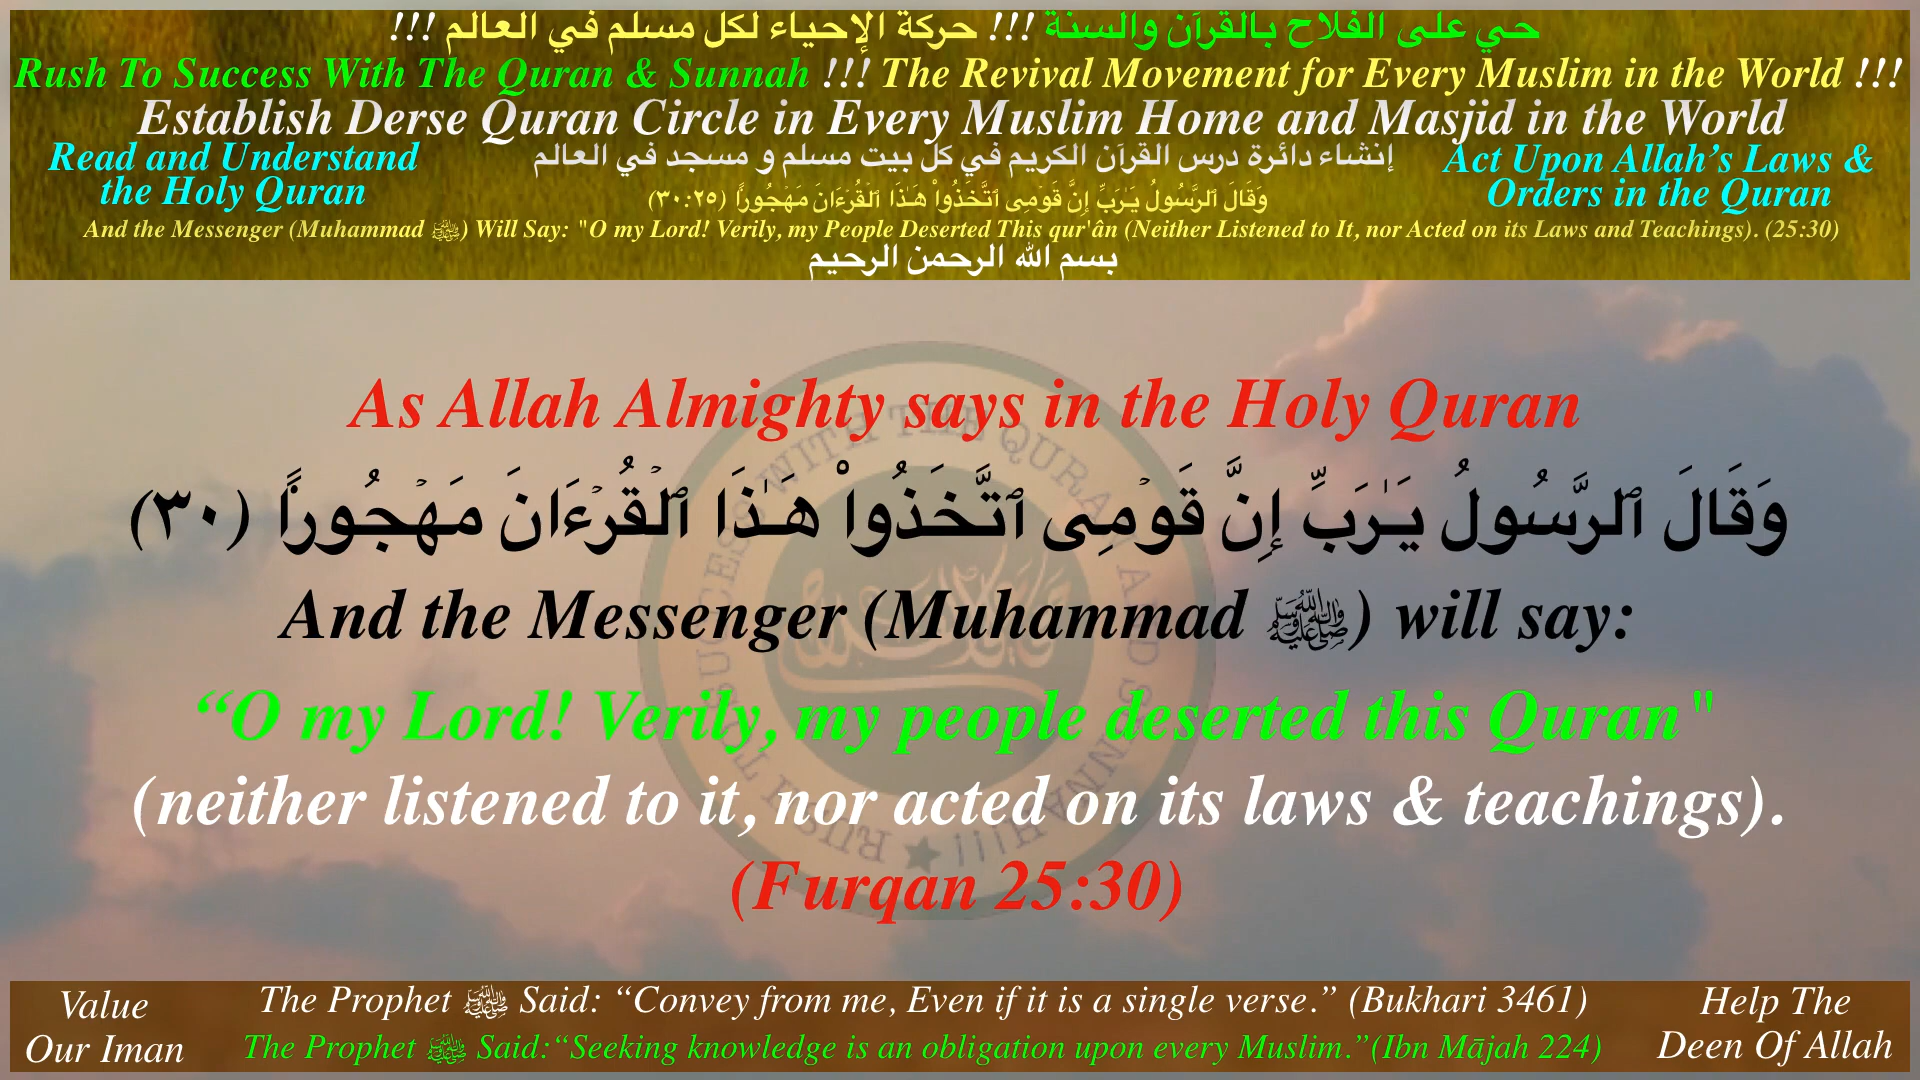 حي على الفلاح بالقرآن والسنة !!! حركة الإحياء لكل مسلم في العالم !!!
Rush To Success With The Quran & Sunnah !!! The Revival Movement for Every Muslim in the World !!!
Establish Derse Quran Circle in Every Muslim Home and Masjid in the World
Read and Understand
the Holy Quran
إنشاء دائرة درس القرآن الكريم في كل بيت مسلم و مسجد في العالم
Act Upon Allah’s Laws &
Orders in the Quran
وَقَالَ ٱلرَّسُولُ يَـٰرَبِّ إِنَّ قَوْمِى ٱتَّخَذُوا۟ هَـٰذَا ٱلْقُرْءَانَ مَهْجُورًۭا (٣٠:٢٥)
And the Messenger (Muhammad ﷺ) Will Say: "O my Lord! Verily, my People Deserted This qur'ân (Neither Listened to It, nor Acted on its Laws and Teachings). (25:30)
بسم الله الرحمن الرحيم
As Allah Almighty says in the Holy Quran
وَقَالَ ٱلرَّسُولُ يَـٰرَبِّ إِنَّ قَوْمِى ٱتَّخَذُوا۟ هَـٰذَا ٱلْقُرْءَانَ مَهْجُورًۭا (٣٠)
And the Messenger (Muhammad ﷺ) will say:
“O my Lord! Verily, my people deserted this Quran"
(neither listened to it, nor acted on its laws & teachings).
(Furqan 25:30)
RUSH TO SUCCESS WITH THE QURAN AND SUNNAH!!!
Value
Our Iman
The Prophet ﷺ Said: “Convey from me, Even if it is a single verse.” (Bukhari 3461)
The Prophet ﷺ Said:“Seeking knowledge is an obligation upon every Muslim.”(Ibn Mājah 224)
Help The
Deen Of Allah